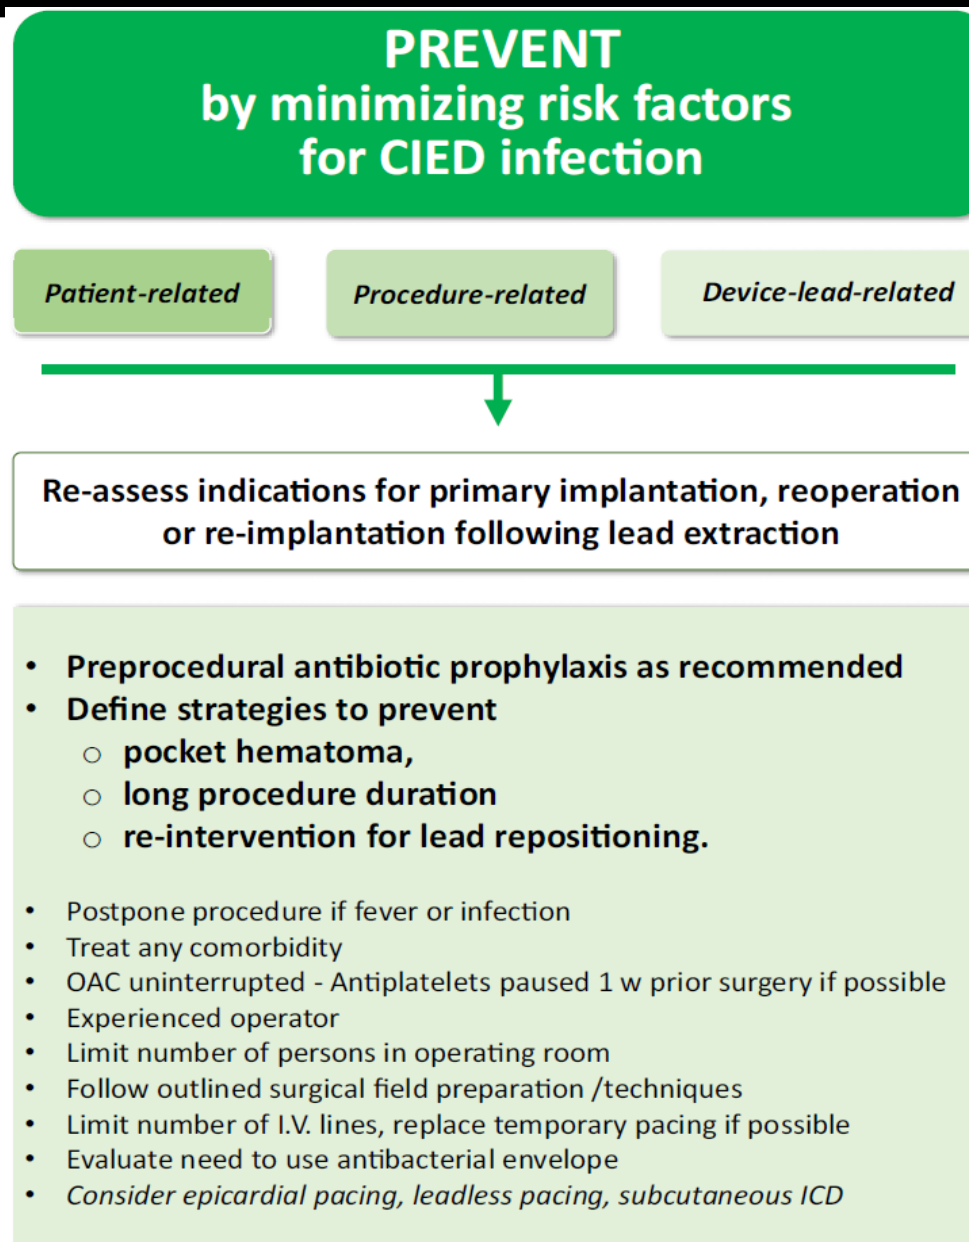 PREVENT
by minimizing risk factors
for CIED infection
Patient-related
Procedure-related
Device-lead-related
Re-assess indications for primary implantation, reoperation
or re-implantation following lead extraction
• Preprocedural antibiotic prophylaxis as recommended
• Define strategies to prevent
○ pocket hematoma,
○ long procedure duration
○ re-intervention for lead repositioning.
• Postpone procedure if fever or infection
• Treat any comorbidity
• OAC uninterrupted - Antiplatelets paused 1 w prior surgery if possible
• Experienced operator
• Limit number of persons in operating room
• Follow outlined surgical field preparation /techniques
• Limit number of I.V. lines, replace temporary pacing if possible
• Evaluate need to use antibacterial envelope
• Consider epicardial pacing, leadless pacing, subcutaneous ICD